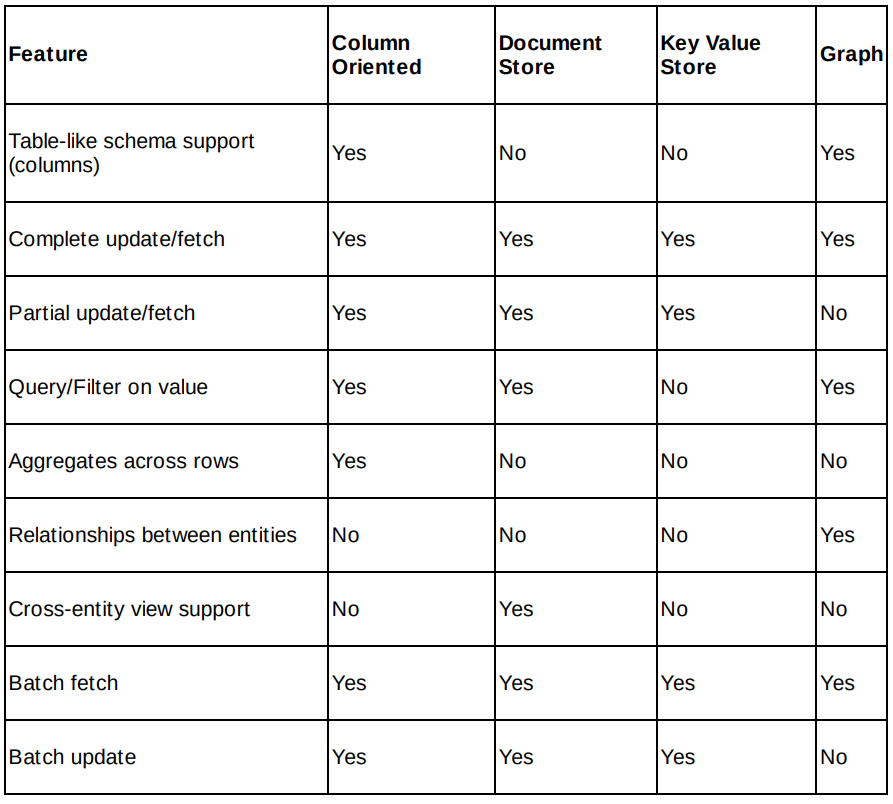 Feature Column Oriented Document Store Key Value Store Graph
Table-like schema support (columns) Yes No No Yes
Complete update/fetch Yes Yes Yes Yes
Partial update/fetch Yes Yes Yes No
Query/Filter on value Yes Yes No Yes
Aggregates across rows Yes No No No
Relationships between entities No No No Yes
Cross-entity view support No Yes No No
Batch fetch Yes Yes Yes Yes
Batch update Yes Yes Yes No